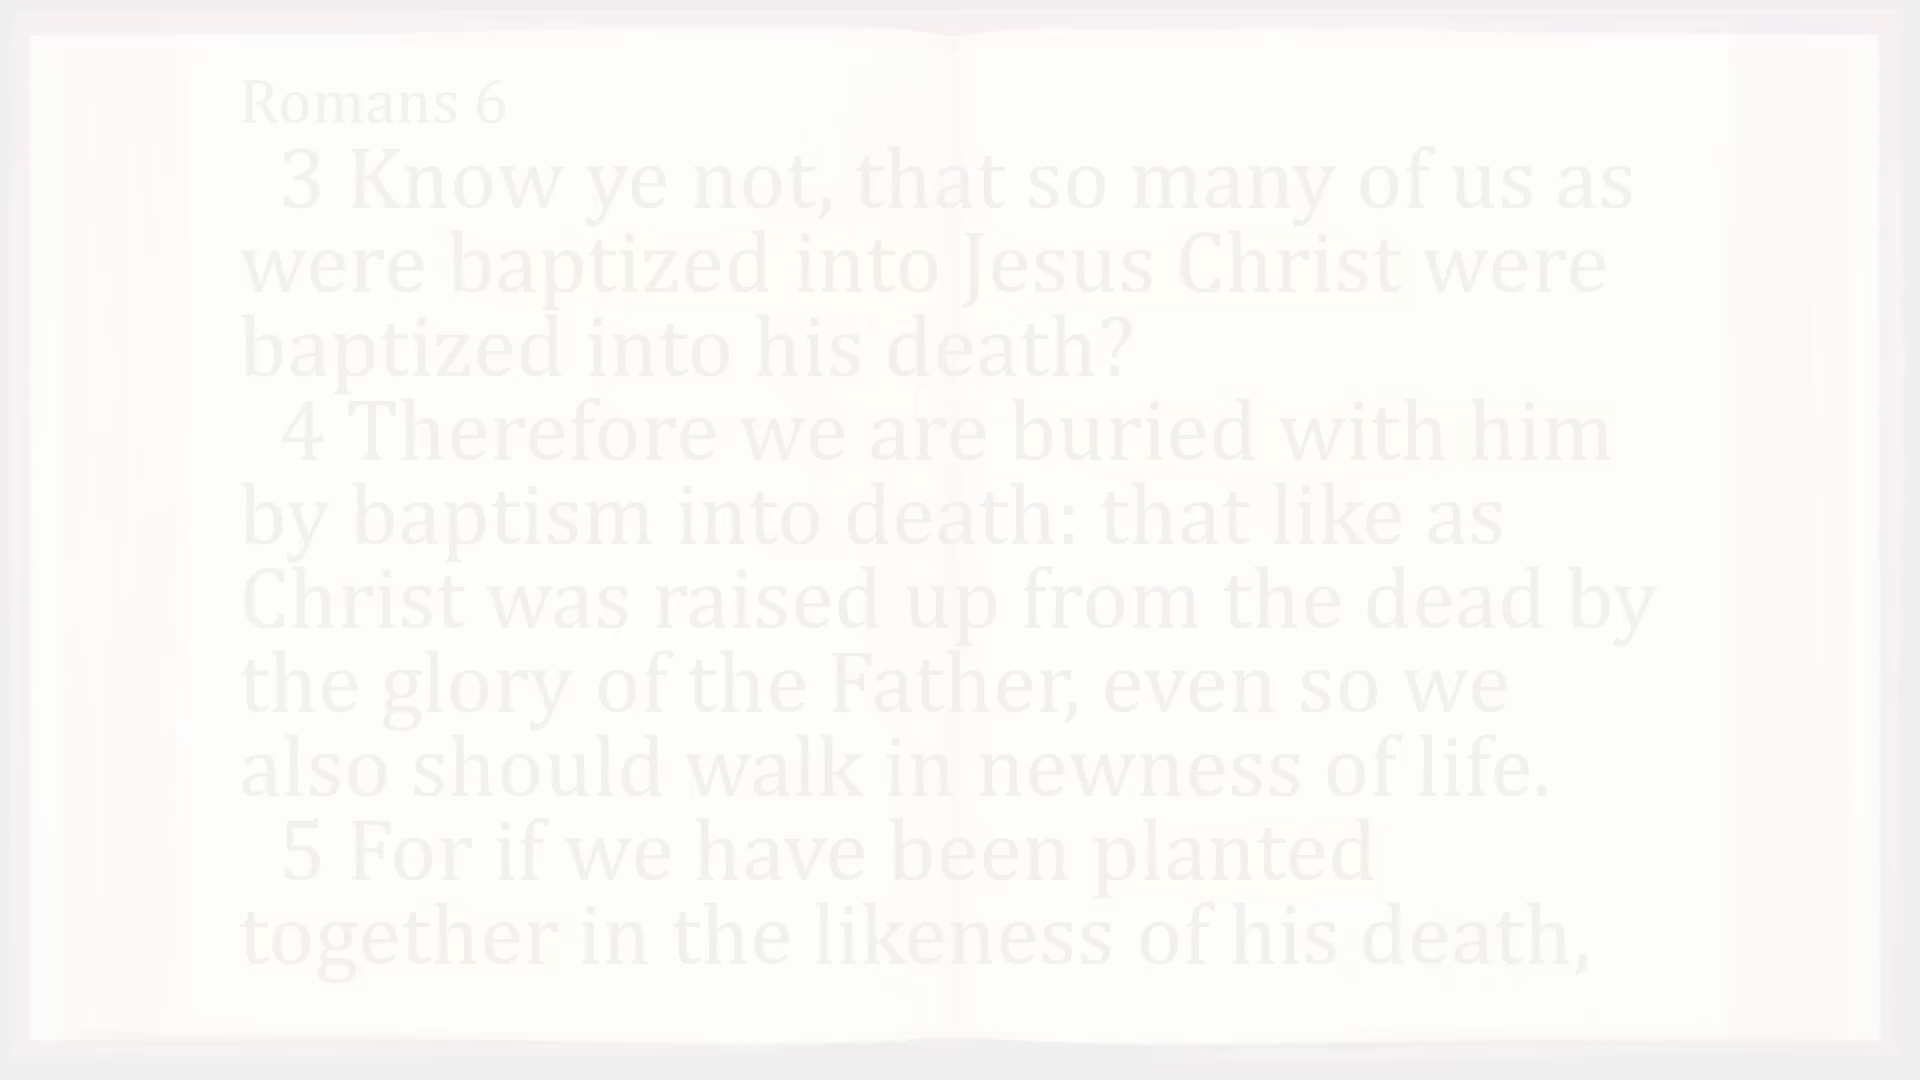 Romans 6
3 Know ye not, that so many of us as
were baptized into Jesus Christ were
baptized into his death?
4 Therefore we are buried with him
by baptism into death: that like as
Christ was raised up from the dead by
the glory of the Father, even so we
also should walk in newness of life.
5 For if we have been planted
together in the likeness of his death,